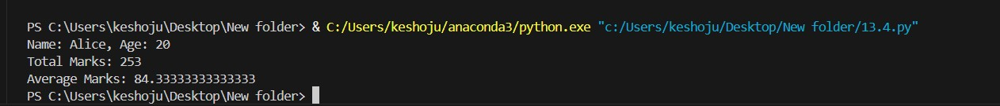 PS C:\Users\keshoju\Desktop\New folder> & C:/Users/keshoju/anaconda3/python.exe "c:/Users/keshoju/Desktop/New folder/13.4.py"
Name: Alice, Age: 20
Total Marks: 253
Average Marks: 84.33333333333333
PS C:\Users\keshoju\Desktop\New folder>